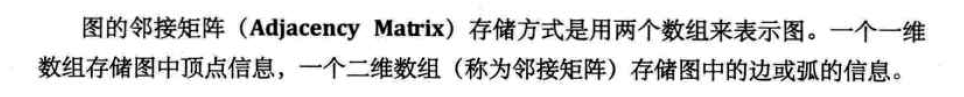 图的邻接矩阵（Adjacency Matrix）存储方式是用两个数组来表示图。一个一维
数组存储图中顶点信息，一个二维数组（称为邻接矩阵）存储图中的边或弧的信息。